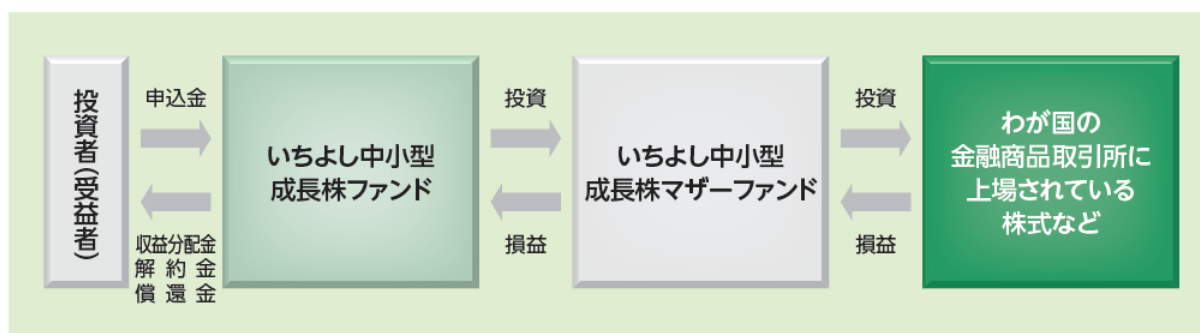 投資者(受益者)
申込金
収益分配金
解約金
償還金
いちよし中小型
成長株ファンド
投資
損益
いちよし中小型
成長株マザーファンド
投資
損益
わが国の
金融商品取引所に
上場されている
株式など